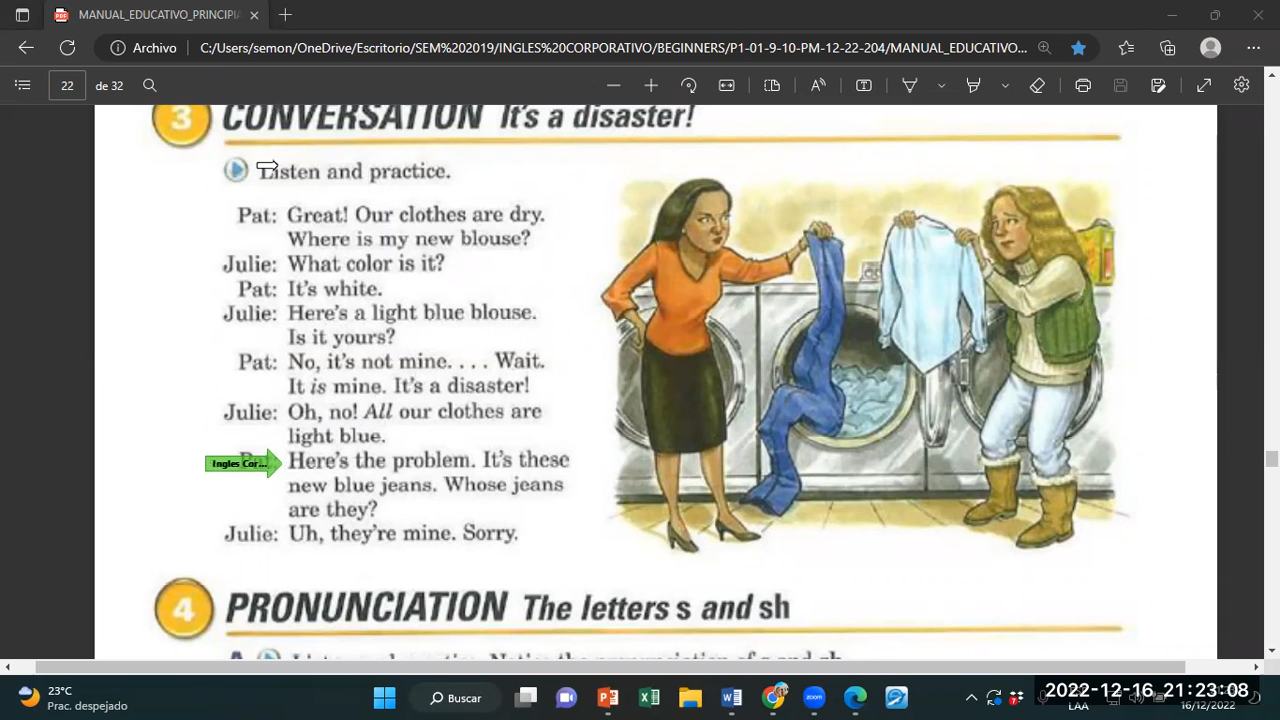 MANUAL_EDUCATIVO_PRINCIPIA
Archivo
C:/Users/semon/OneDrive/Escritorio/SEM%202019/INGLES%20CORPORATIVO/BEGINNERS/P1-01-9-10-PM-12-22-204/MANUAL_EDUCATIVO...
22 de 32
3 CONVERSATION It's a disaster!
Listen and practice.
Pat: Great! Our clothes are dry.
Where is my new blouse?
Julie: What color is it?
Pat: It's white.
Julie: Here's a light blue blouse.
Is it yours?
Pat: No, it's not mine. . . . Wait.
It is mine. It's a disaster!
Julie: Oh, no! All our clothes are
light blue.
Ingles Cor...
Here's the problem. It's these
new blue jeans. Whose jeans
are they?
Julie: Uh, they're mine. Sorry.
4 PRONUNCIATION The letters s and sh
23°C
Prac. despejado
Buscar
2022-12-16 21:23:08
LAA
16/12/2022